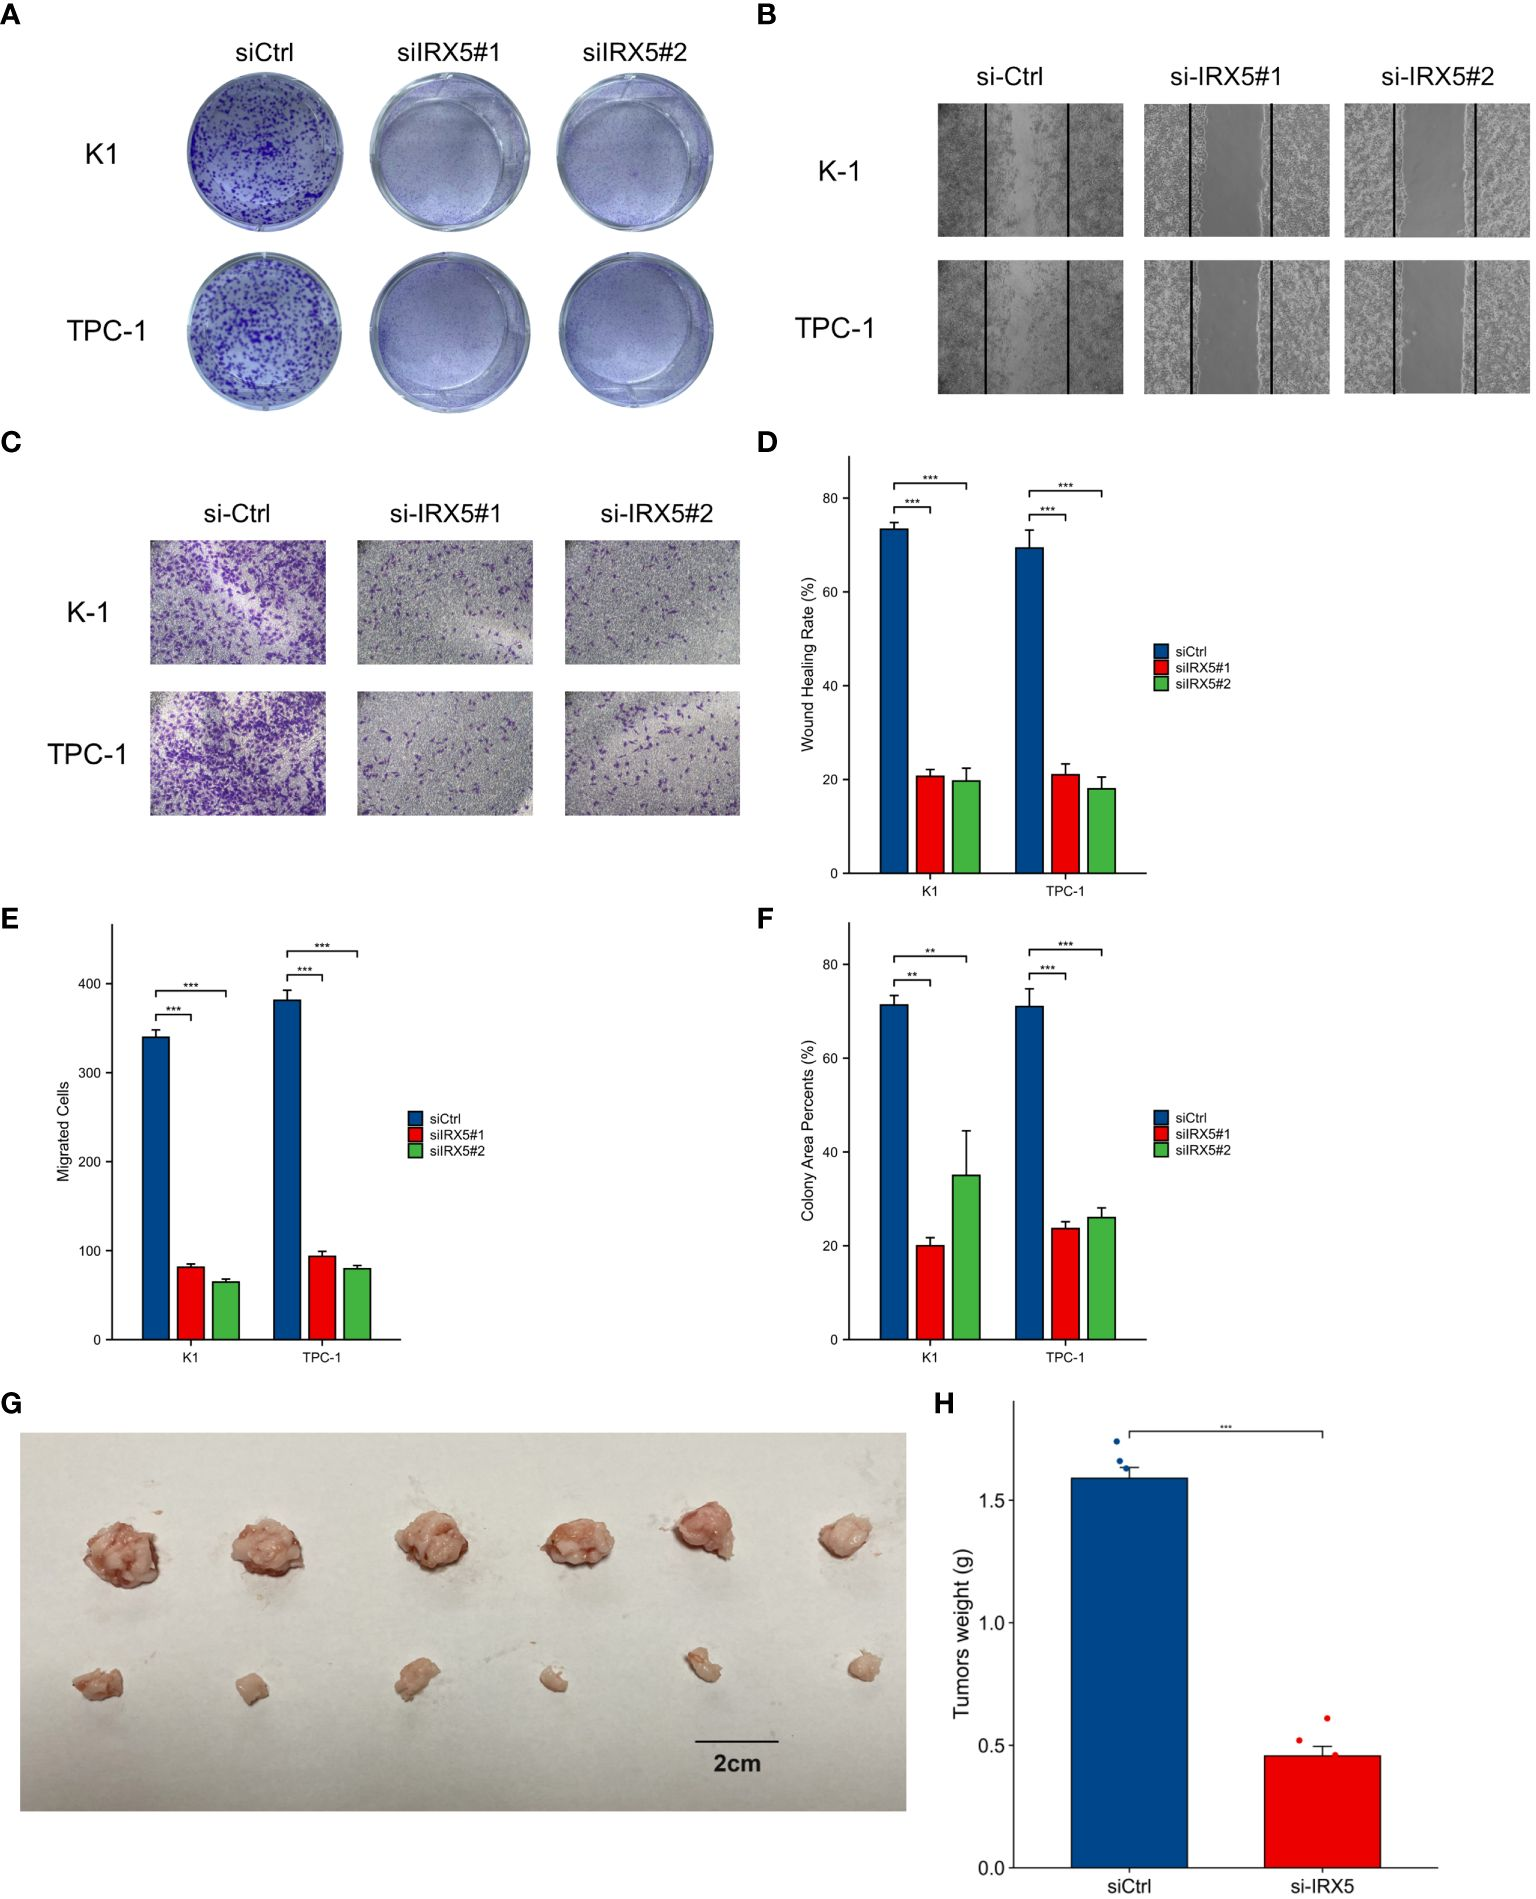 A
siCtrl siIRX5#1 siIRX5#2
K1
TPC-1
B
si-Ctrl si-IRX5#1 si-IRX5#2
K-1
TPC-1
C
si-Ctrl si-IRX5#1 si-IRX5#2
K-1
TPC-1
D
Wound Healing Rate (%)
80
60
40
20
0
*** ***
*** ***
K1 TPC-1
siCtrl
siIRX5#1
siIRX5#2
E
Migrated Cells
400
300
200
100
0
*** ***
*** ***
K1 TPC-1
siCtrl
siIRX5#1
siIRX5#2
F
Colony Area Percents (%)
80
60
40
20
0
** ***
** ***
K1 TPC-1
siCtrl
siIRX5#1
siIRX5#2
G
2cm
H
Tumors weight (g)
1.5
1.0
0.5
0.0
***
siCtrl si-IRX5